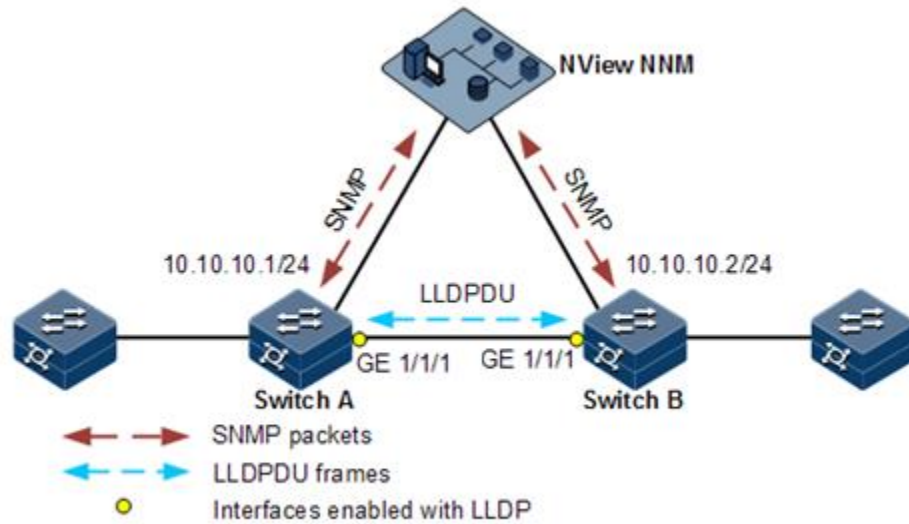 NView NNM
SNMP
SNMP
10.10.10.1/24
10.10.10.2/24
LLDPDU
GE 1/1/1
GE 1/1/1
Switch A
Switch B
SNMP packets
LLDPDU frames
Interfaces enabled with LLDP